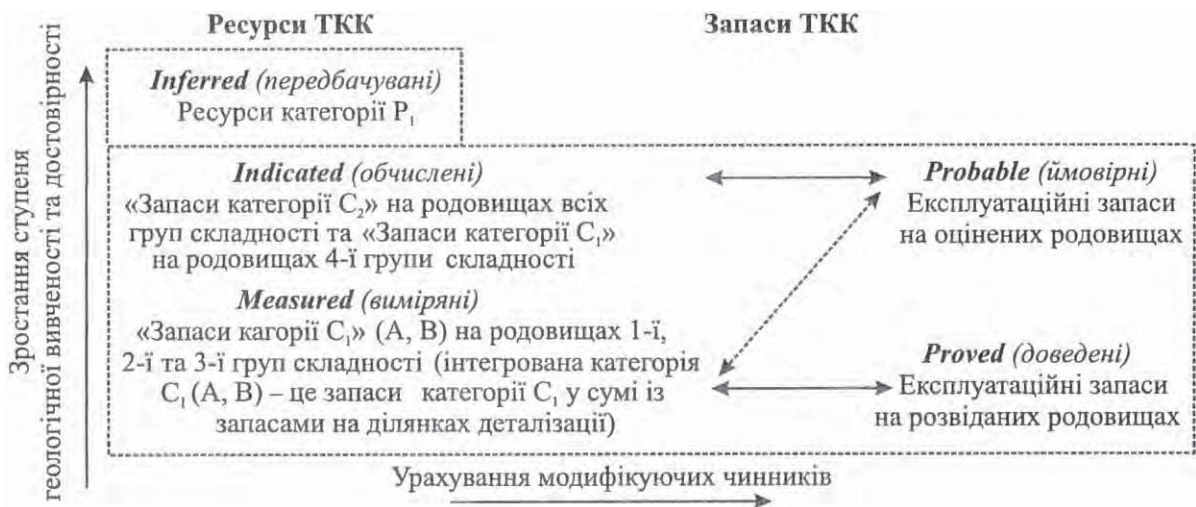 Ресурси ТКК
Запаси ТКК
Зростання ступеня
геологічної вивченості та достовірності
Inferred (передбачувані)
Ресурси категорії P₁
Indicated (обчислені)
«Запаси категорії C₂» на родовищах всіх
груп складності та «Запаси категорії C₁»
на родовищах 4-ї групи складності
Measured (виміряні)
«Запаси кагорії C₁» (A, B) на родовищах 1-ї,
2-ї та 3-ї груп складності (інтегрована категорія
C₁ (A, B) – це запаси категорії C₁ у сумі із
запасами на ділянках деталізації)
Probable (ймовірні)
Експлуатаційні запаси
на оцінених родовищах
Proved (доведені)
Експлуатаційні запаси
на розвіданих родовищах
Урахування модифікуючих чинників